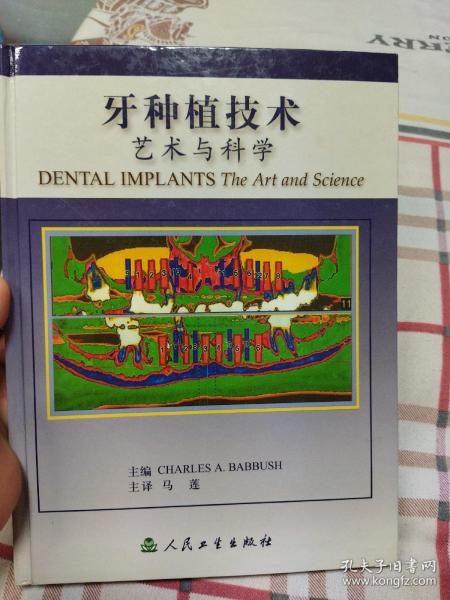 ERRY
牙种植技术
艺术与科学
DENTAL IMPLANTS The Art and Science
11
主编 CHARLES A. BABBUSH
主译 马 莲
人民卫生出版社
孔夫子旧书网
www.kongfz.com